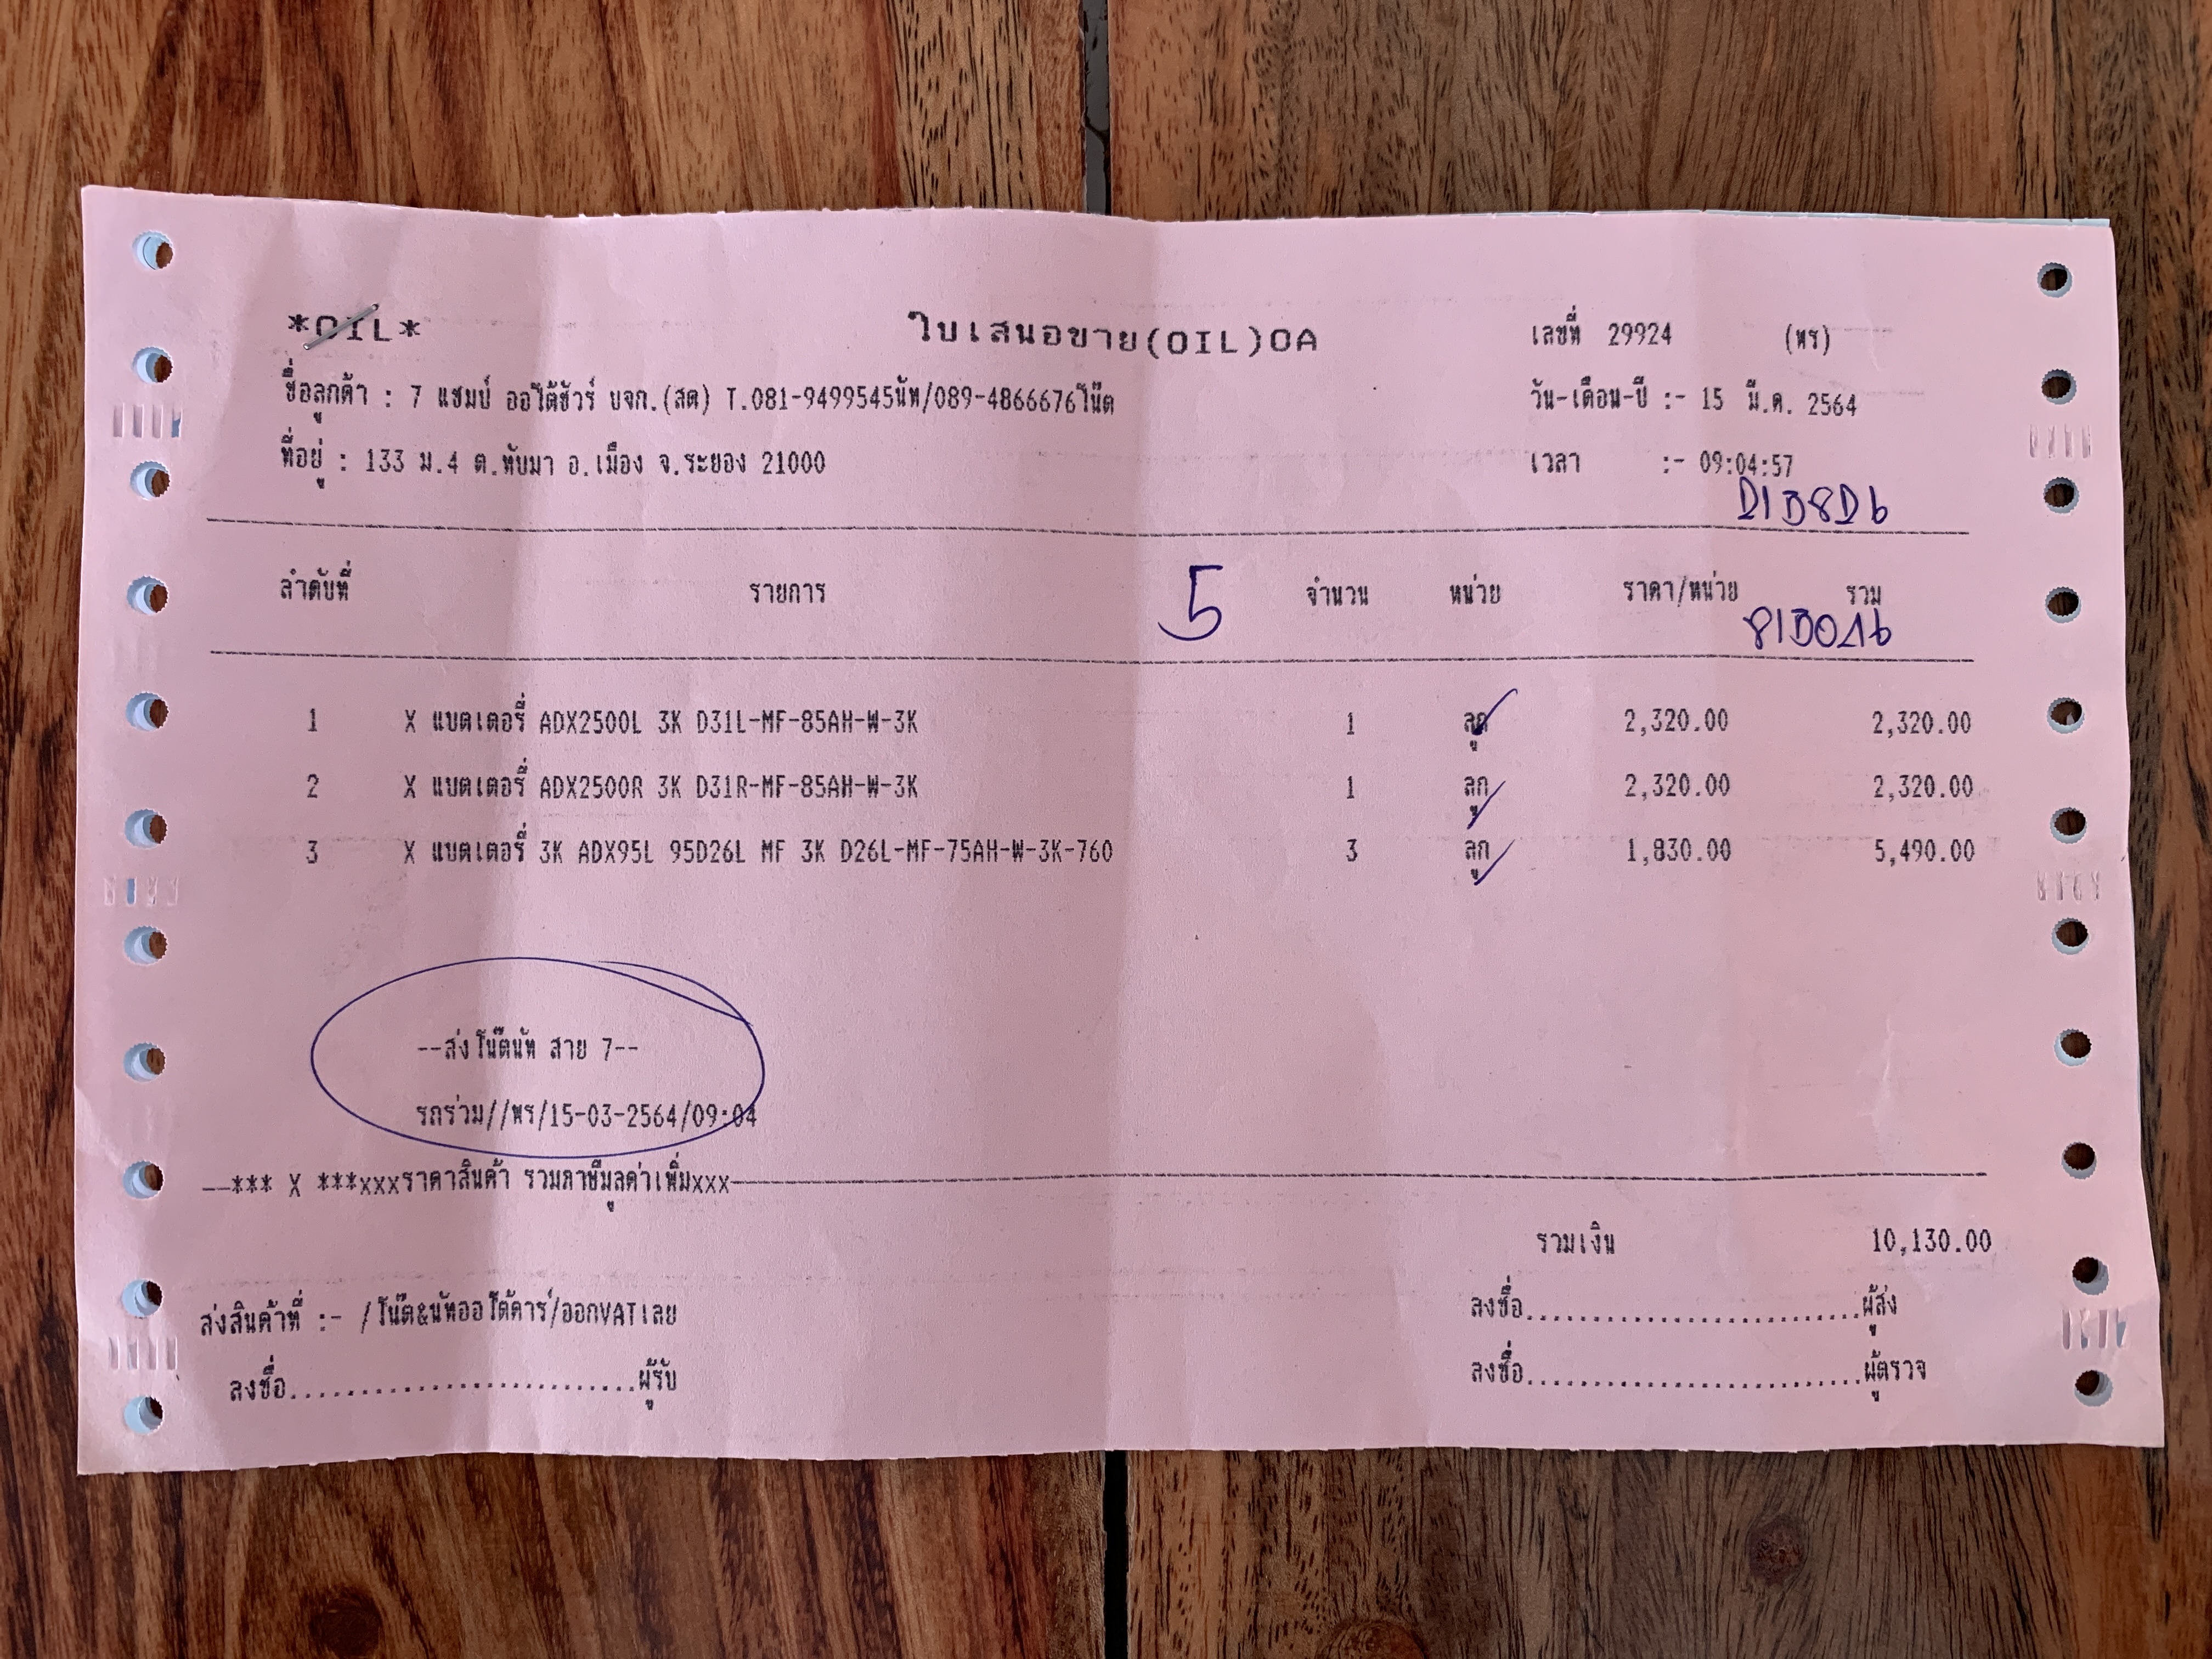 *OIL* ใบเสนอขาย(OIL)OA เลขที่ 29924 (พร)
ชื่อลูกค้า : 7 แชมป์ ออโต้ชัวร์ บจก.(สด) T.081-9499545นัท/089-4866676โน๊ต วัน-เดือน-ปี :- 15 มี.ค. 2564
ที่อยู่ : 133 ม.4 ต.ทับมา อ.เมือง จ.ระยอง 21000 เวลา :- 09:04:57
D1B8D6
ลำดับที่ รายการ 5 จำนวน หน่วย ราคา/หน่วย รวม
1 X แบตเตอรี่ ADX2500L 3K D31L-MF-85AH-W-3K 1 ลูก 2,320.00 2,320.00
2 X แบตเตอรี่ ADX2500R 3K D31R-MF-85AH-W-3K 1 ลูก 2,320.00 2,320.00
3 X แบตเตอรี่ 3K ADX95L 95D26L MF 3K D26L-MF-75AH-W-3K-760 3 ลูก 1,830.00 5,490.00
--ส่งโน๊ตนัท สาย 7--
รถร่วม//พร/15-03-2564/09:04
*** X ***xxxราคาสินค้า รวมภาษีมูลค่าเพิ่มxxx
รวมเงิน 10,130.00
ส่งสินค้าที่ :- /โน๊ต&นัทออโต้คาร์/ออกVATเลย ลงชื่อ..........................ผู้ส่ง
ลงชื่อ..........................ผู้รับ ลงชื่อ..........................ผู้ตรวจ